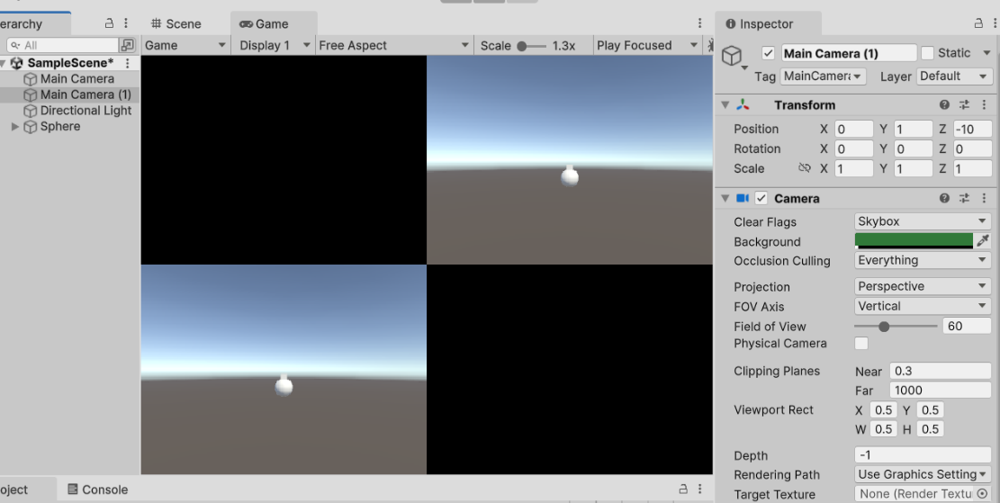 erarchy
All
SampleScene*
Main Camera
Main Camera (1)
Directional Light
Sphere
Scene
Game
Game
Display 1
Free Aspect
Scale
1.3x
Play Focused
Inspector
Main Camera (1)
Static
Tag
MainCamera
Layer
Default
Transform
Position X 0 Y 1 Z -10
Rotation X 0 Y 0 Z 0
Scale X 1 Y 1 Z 1
Camera
Clear Flags Skybox
Background
Occlusion Culling Everything
Projection Perspective
FOV Axis Vertical
Field of View 60
Physical Camera
Clipping Planes Near 0.3
Far 1000
Viewport Rect X 0.5 Y 0.5
W 0.5 H 0.5
Depth -1
Rendering Path Use Graphics Setting
Target Texture None (Render Textu
oject
Console